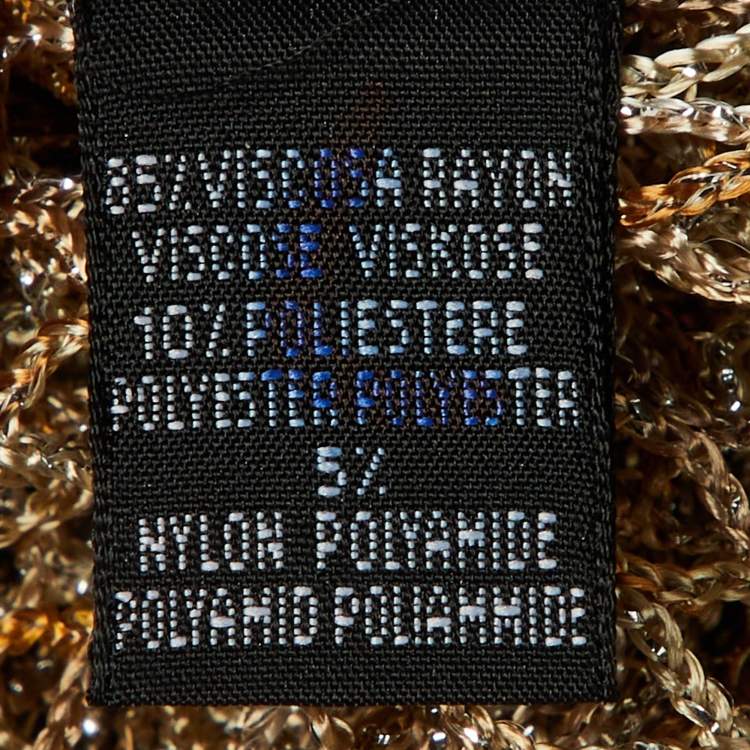 85%VISCOSA RAYON
VISCOSE VISKOSE
10% POLIESTERE
POLYESTER POLYESTER
5%
NYLON POLYAMIDE
POLYAMID POLIAMMIDE